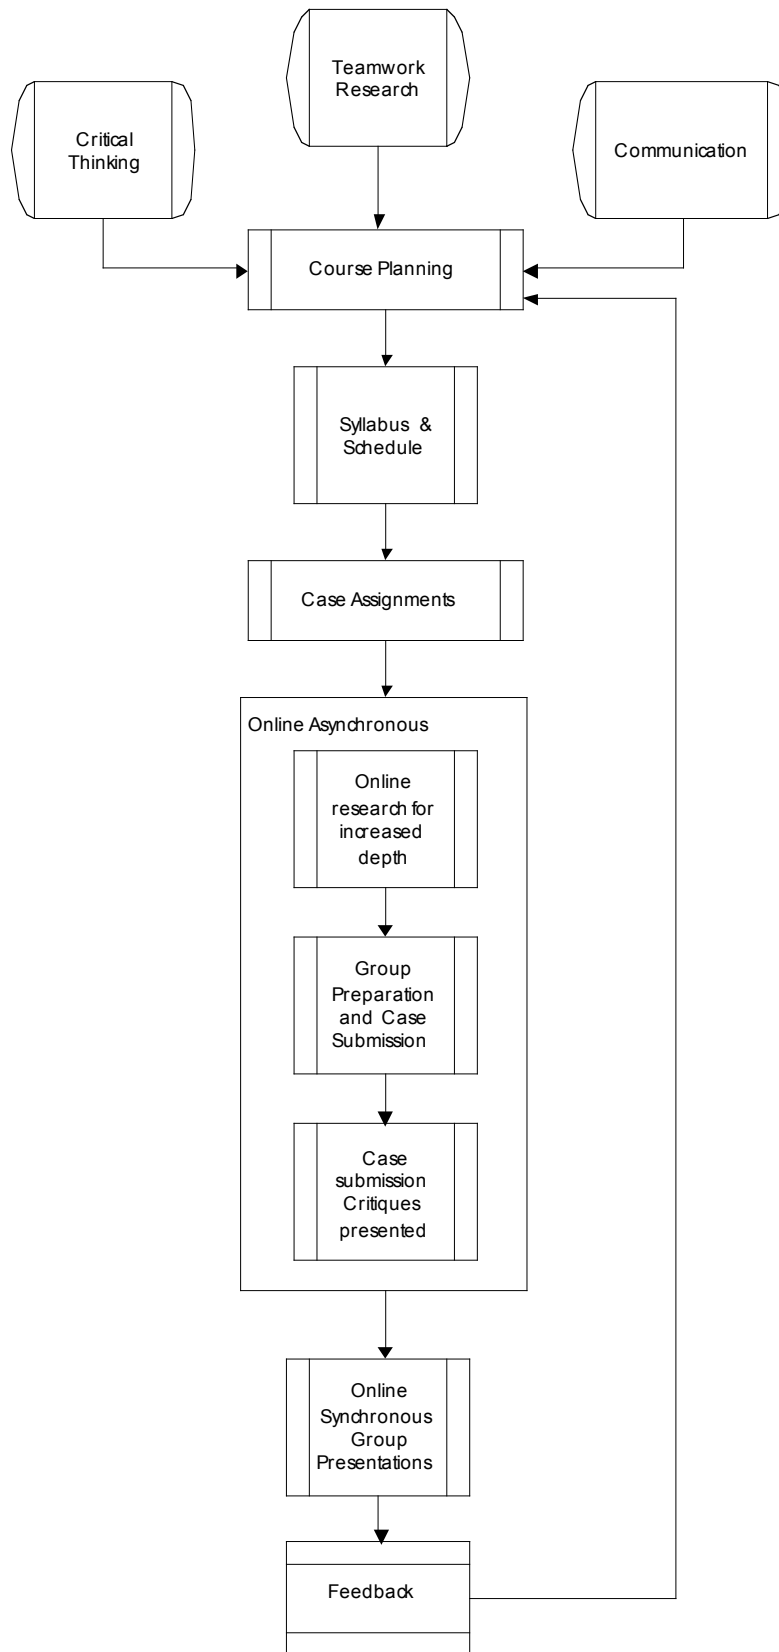 Teamwork
Research
Critical
Thinking
Communication
Course Planning
Syllabus &
Schedule
Case Assignments
Online Asynchronous
Online
research for
increased
depth
Group
Preparation
and Case
Submission
Case
submission
Critiques
presented
Online
Synchronous
Group
Presentations
Feedback